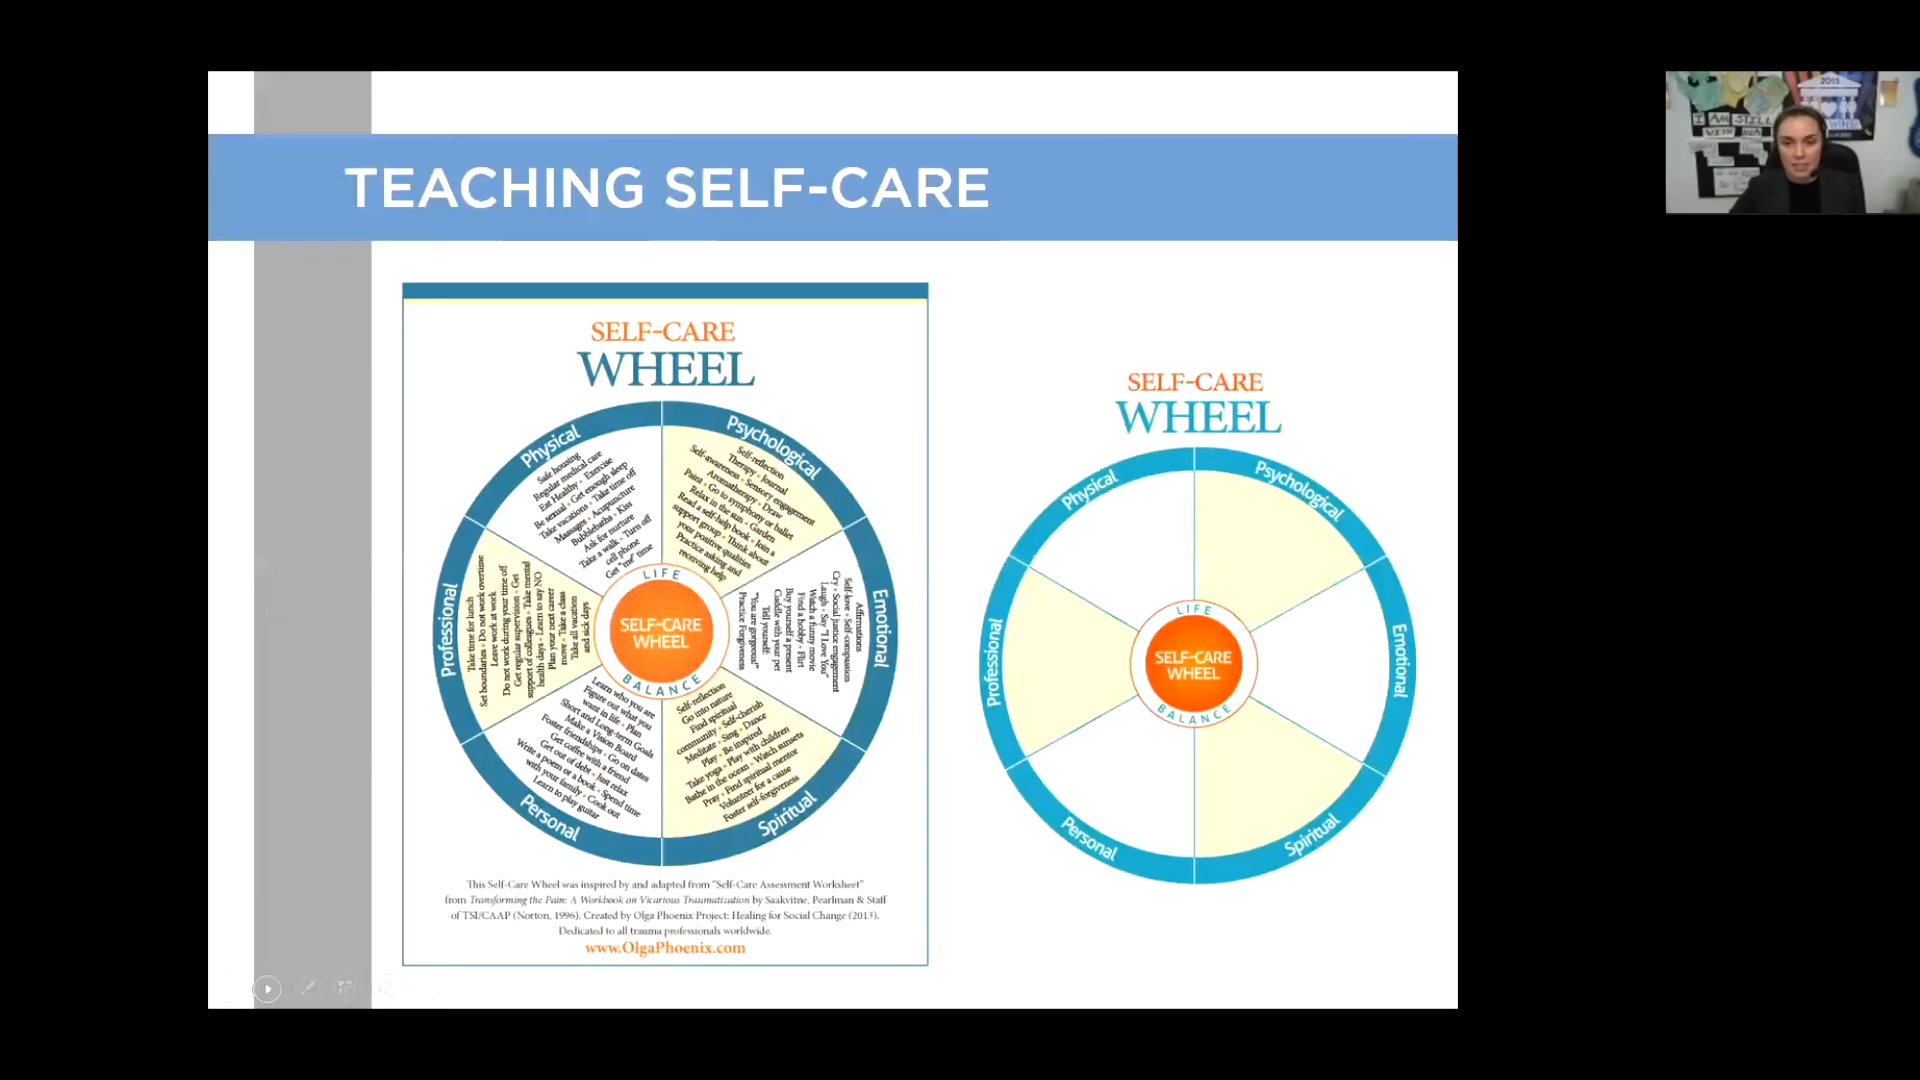 TEACHING SELF-CARE
SELF-CARE
WHEEL
Physical
Safe housing
Regular medical care
Eat Healthy • Exercise
Be sexual • Get enough sleep
Take vacations • Take time off
Massages • Acupuncture
Bubblebaths • Kiss
Ask for nurture
Take a walk • Turn off
cell phone
Get "me" time
Psychological
Self-reflection
Therapy • Journal
Self-awareness • Sensory engagement
Aromatherapy • Draw
Paint • Go to symphony or ballet
Relax in the sun • Garden
Read a self-help book • Join a
support group • Think about
your positive qualities
Practice asking and
receiving help
Emotional
Affirmations
Self-love • Self-compassion
Cry • Social justice engagement
Laugh • Say "I Love You"
Watch a funny movie
Find a hobby • Flirt
Buy yourself a present
Cuddle with your pet
Tell yourself:
"You are gorgeous!"
Practice Forgiveness
Spiritual
Self-reflection
Go into nature
Find spiritual
community • Self-cherish
Meditate • Sing • Dance
Play • Be inspired
Take yoga • Play with children
Bathe in the ocean • Watch sunsets
Pray • Find spiritual mentor
Volunteer for a cause
Foster self-forgiveness
Personal
Learn who you are
Figure out what you
want in life • Plan
Short and Long-term Goals
Make a Vision Board
Foster friendships • Go on dates
Get coffee with a friend
Get out of debt • Just relax
Write a poem or a book • Spend time
with your family • Cook out
Learn to play guitar
Professional
Take time for lunch
Set boundaries • Do not work overtime
Leave work at work
Do not work during your time off
Get regular supervision • Get
support of colleagues • Take mental
health days • Learn to say NO
Plan your next career
move • Take a class
Take all vacation
and sick days
LIFE
SELF-CARE
WHEEL
BALANCE
This Self-Care Wheel was inspired by and adapted from "Self-Care Assessment Worksheet"
from Transforming the Pain: A Workbook on Vicarious Traumatization by Saakvitne, Pearlman & Staff
of TSI/CAAP (Norton, 1996). Created by Olga Phoenix Project: Healing for Social Change (2013).
Dedicated to all trauma professionals worldwide.
www.OlgaPhoenix.com
SELF-CARE
WHEEL
Physical
Psychological
Emotional
Spiritual
Personal
Professional
LIFE
SELF-CARE
WHEEL
BALANCE
2015
I AM STILL
WITH HER
WINS